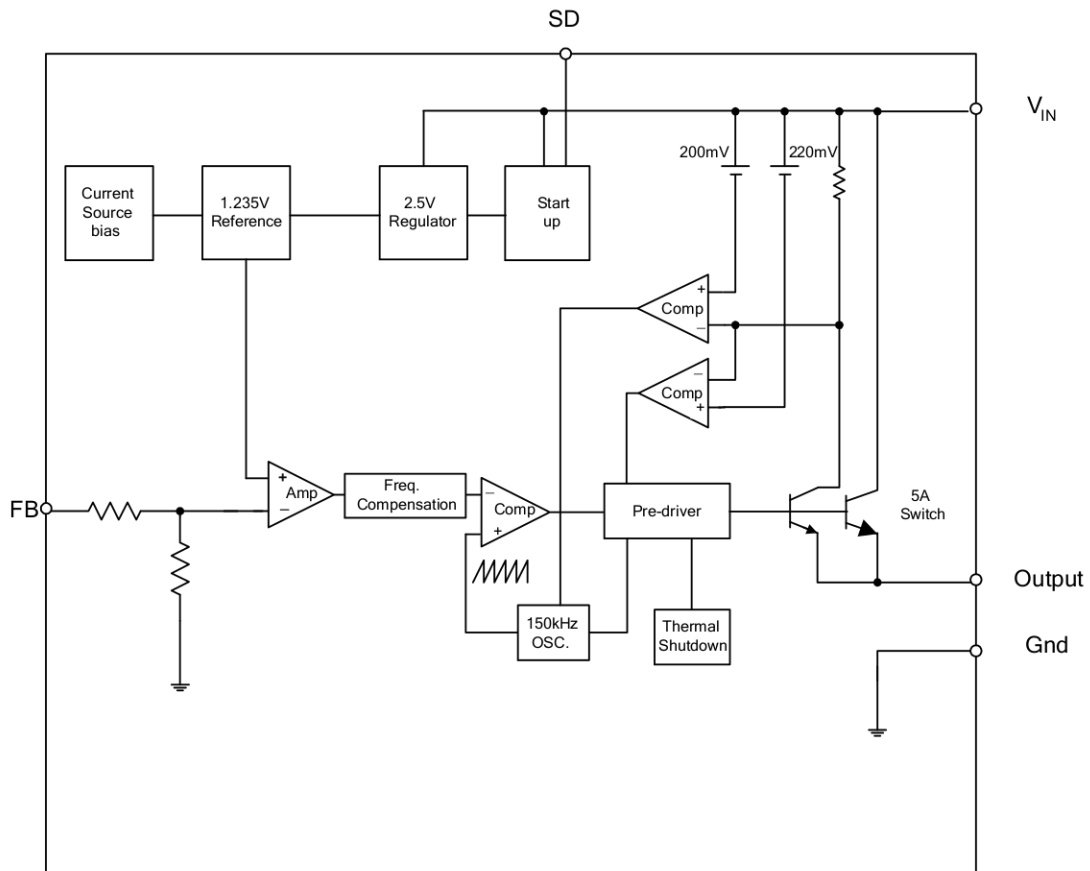 SD
V_IN
200mV
220mV
Current
Source
bias
1.235V
Reference
2.5V
Regulator
Start
up
+
Comp
−
−
Comp
+
FB
+
Amp
−
Freq.
Compensation
−
Comp
+
Pre-driver
5A
Switch
150kHz
OSC.
Thermal
Shutdown
Output
Gnd